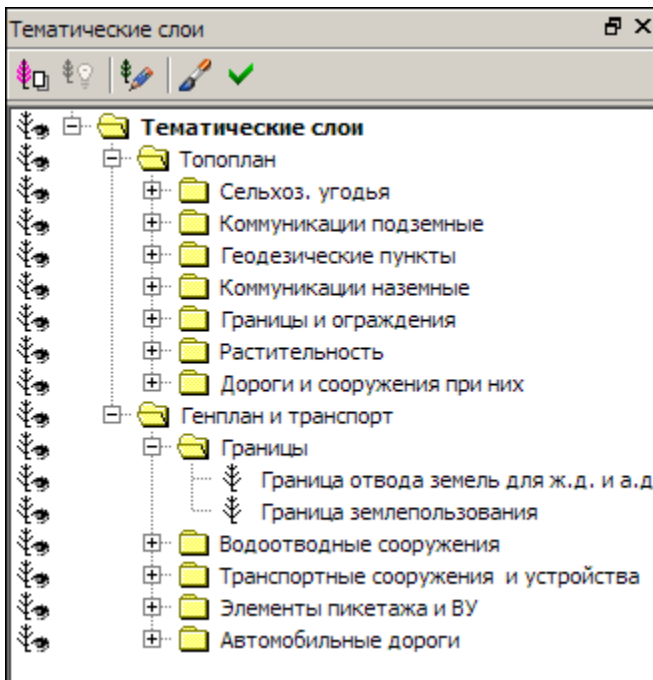 Тематические слои
Тематические слои
Топоплан
Сельхоз. угодья
Коммуникации подземные
Геодезические пункты
Коммуникации наземные
Границы и ограждения
Растительность
Дороги и сооружения при них
Генплан и транспорт
Границы
Граница отвода земель для ж.д. и а.д
Граница землепользования
Водоотводные сооружения
Транспортные сооружения и устройства
Элементы пикетажа и ВУ
Автомобильные дороги